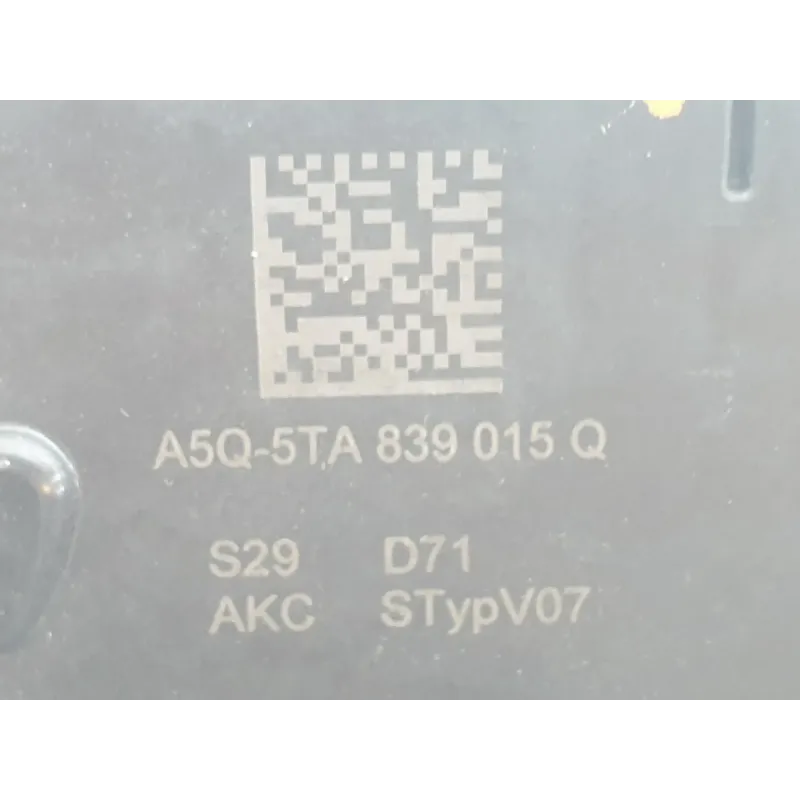 A5Q-5TA 839 015 Q
S29 D71
AKC STypV07